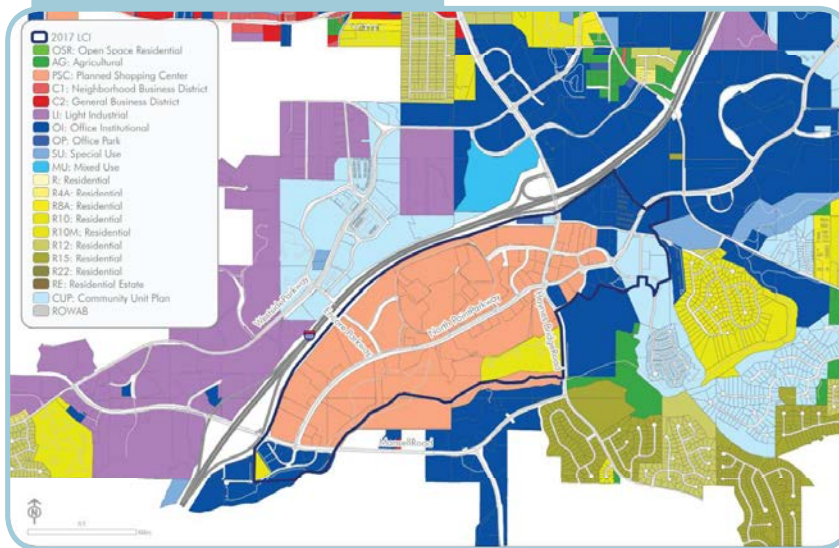 2017 LCI
OSR: Open Space Residential
AG: Agricultural
PSC: Planned Shopping Center
C1: Neighborhood Business District
C2: General Business District
LI: Light Industrial
OI: Office Institutional
OP: Office Park
SU: Special Use
MU: Mixed Use
R: Residential
R4A: Residential
R8A: Residential
R10: Residential
R10M: Residential
R12: Residential
R15: Residential
R22: Residential
RE: Residential Estate
CUP: Community Unit Plan
ROWAB
Westside Parkway
North Point Parkway
Mansell Road
N
0.5